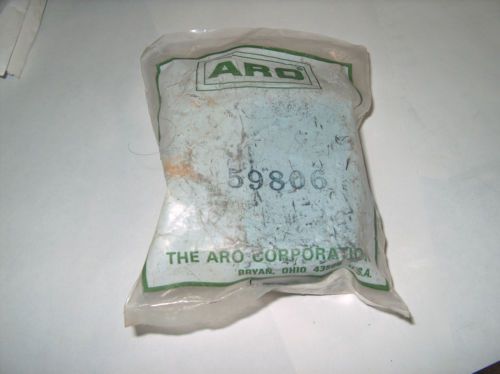 ARO
59806
THE ARO CORPORATION
BRYAN, OHIO U.S.A.